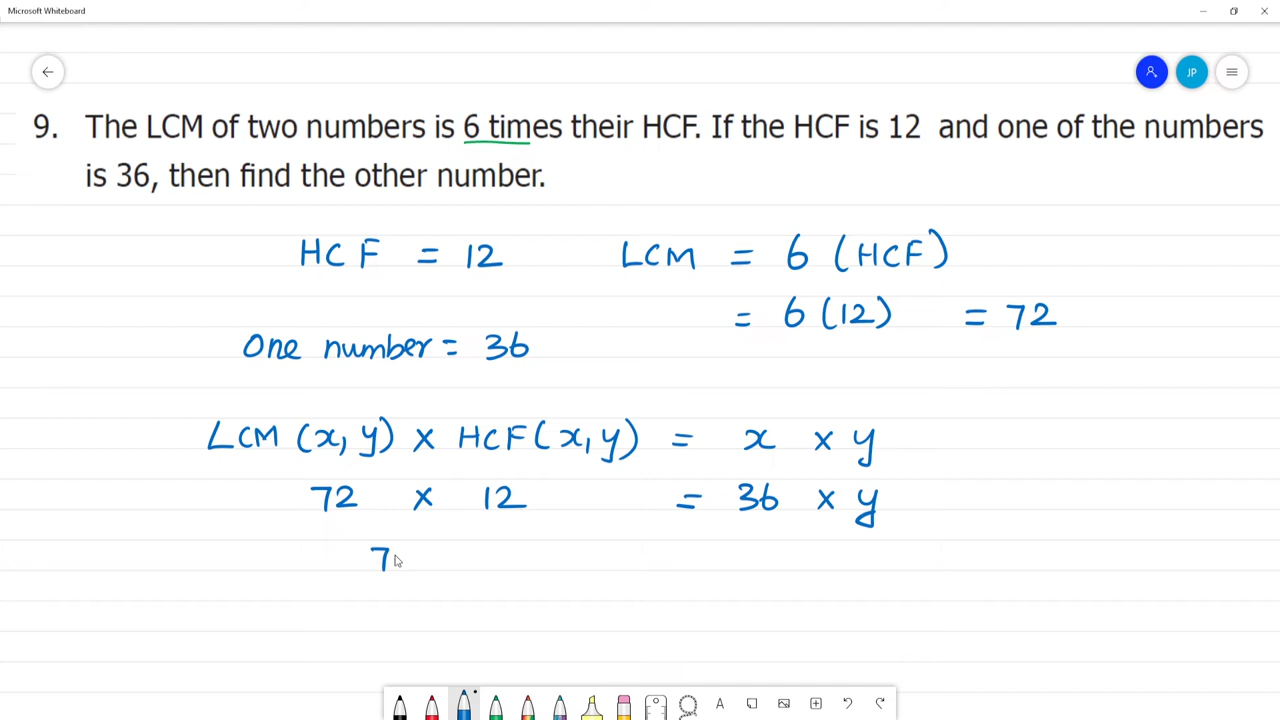 Microsoft Whiteboard
JP
9. The LCM of two numbers is 6 times their HCF. If the HCF is 12 and one of the numbers
is 36, then find the other number.
HCF = 12 LCM = 6 (HCF)
= 6 (12) = 72
One number = 36
LCM (x, y) × HCF (x, y) = x × y
72 × 12 = 36 × y
7
A